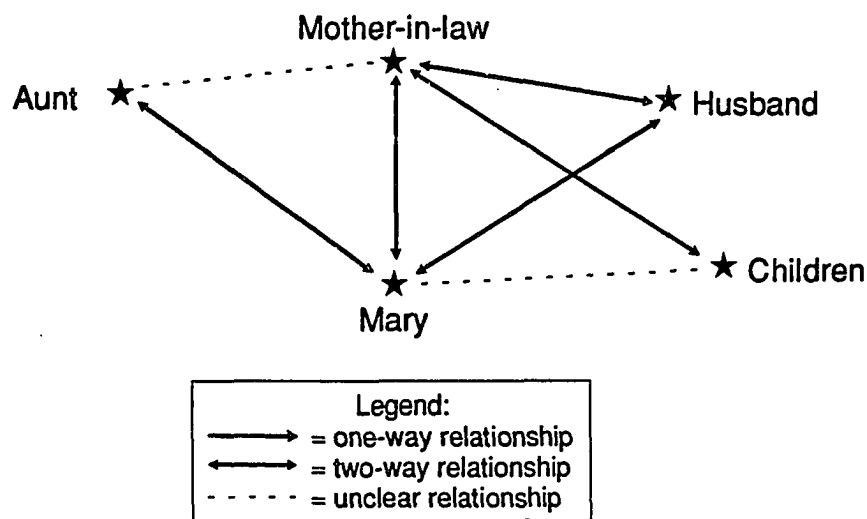 Mother-in-law
Aunt
Husband
Children
Mary
Legend:
= one-way relationship
= two-way relationship
= unclear relationship